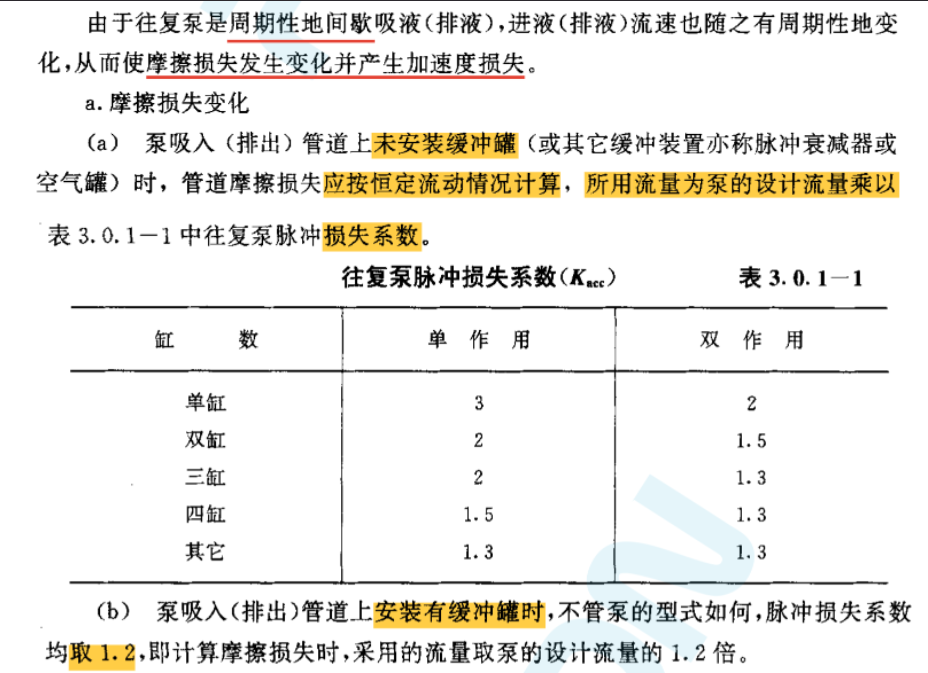 由于往复泵是周期性地间歇吸液(排液),进液(排液)流速也随之有周期性地变
化,从而使摩擦损失发生变化并产生加速度损失。
a. 摩擦损失变化
(a) 泵吸入(排出)管道上未安装缓冲罐(或其它缓冲装置亦称脉冲衰减器或
空气罐)时,管道摩擦损失应按恒定流动情况计算,所用流量为泵的设计流量乘以
表 3.0.1-1 中往复泵脉冲损失系数。
往复泵脉冲损失系数(Kacc) 表 3.0.1-1
缸 数 单 作 用 双 作 用
单缸 3 2
双缸 2 1.5
三缸 2 1.3
四缸 1.5 1.3
其它 1.3 1.3
(b) 泵吸入(排出)管道上安装有缓冲罐时,不管泵的型式如何,脉冲损失系数
均取 1.2,即计算摩擦损失时,采用的流量取泵的设计流量的 1.2 倍。